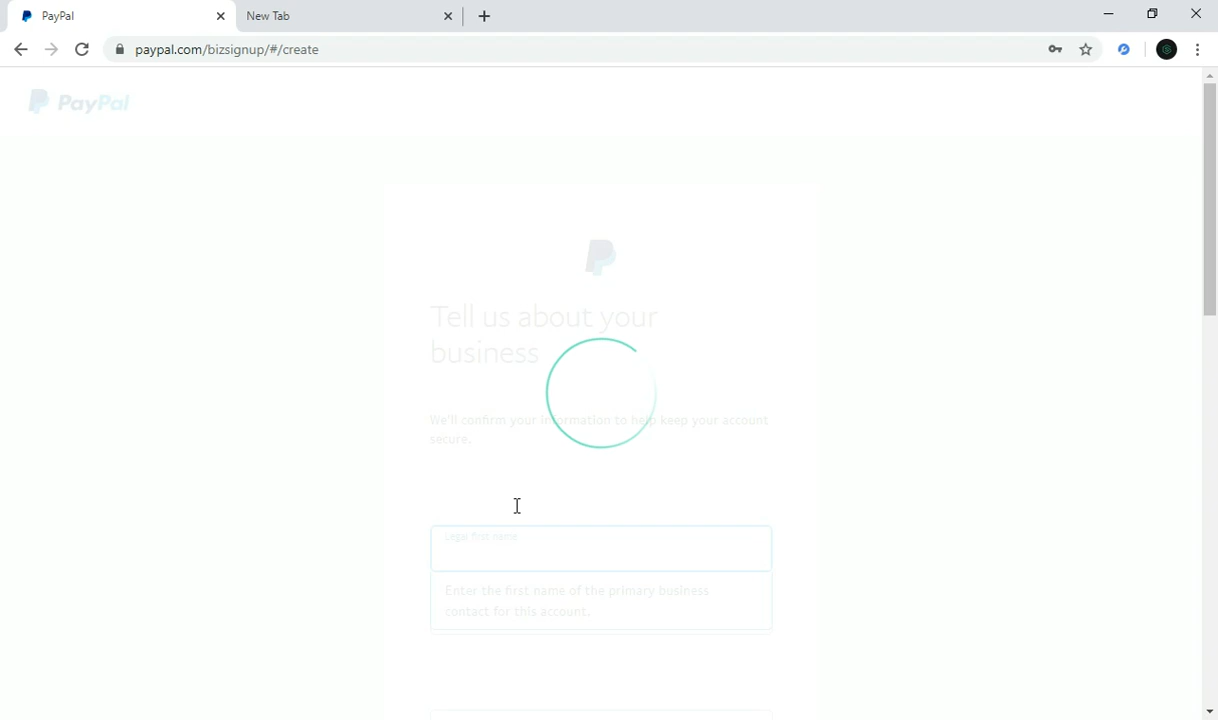 PayPal
New Tab
paypal.com/bizsignup/#/create
PayPal
Tell us about your
business
We'll confirm your information to help keep your account
secure.
Legal first name
Enter the first name of the primary business
contact for this account.